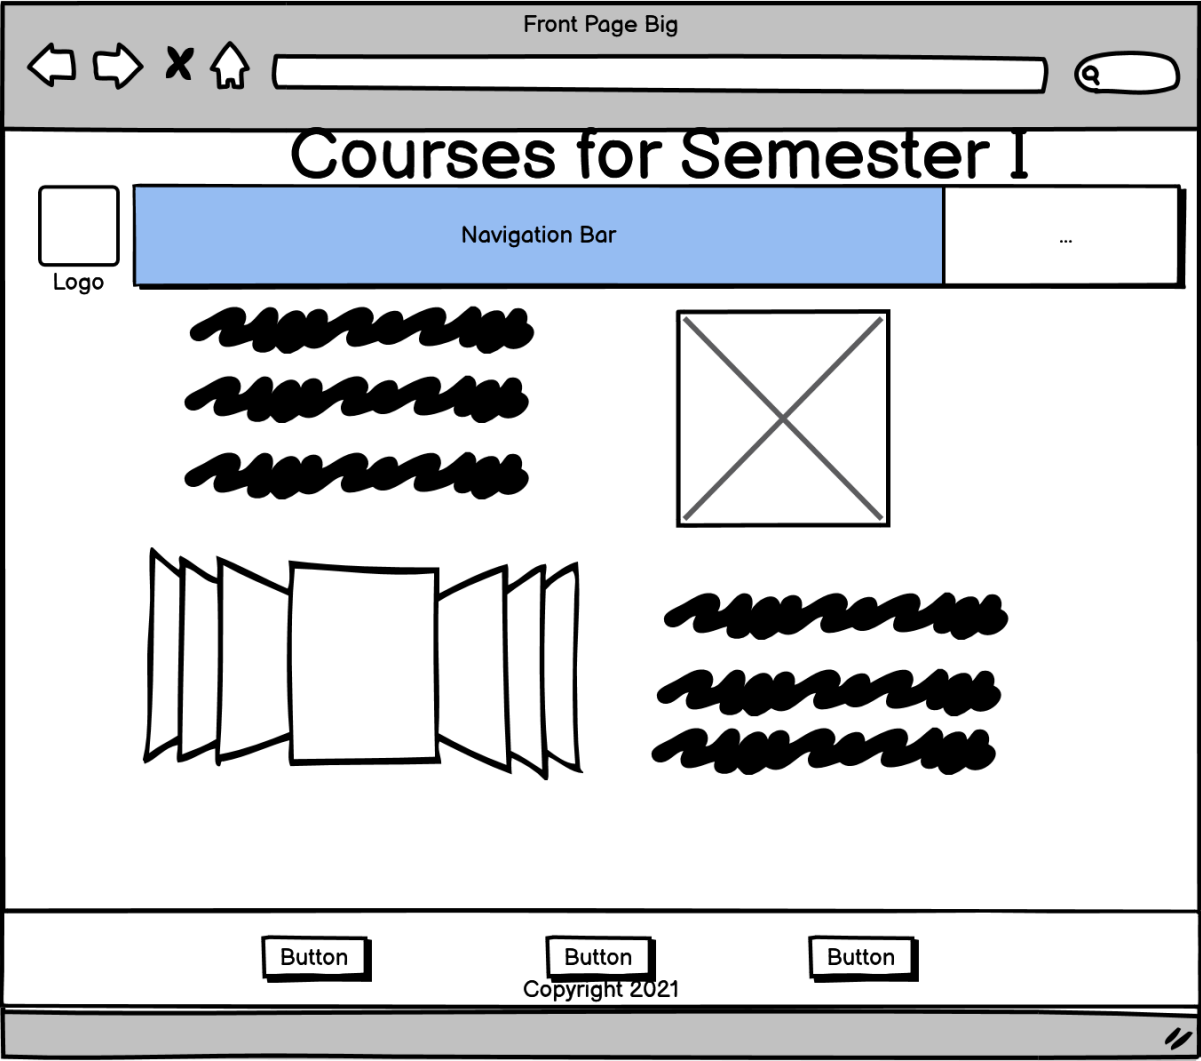 Front Page Big
Courses for Semester I
Navigation Bar
...
Logo
Button
Button
Button
Copyright 2021